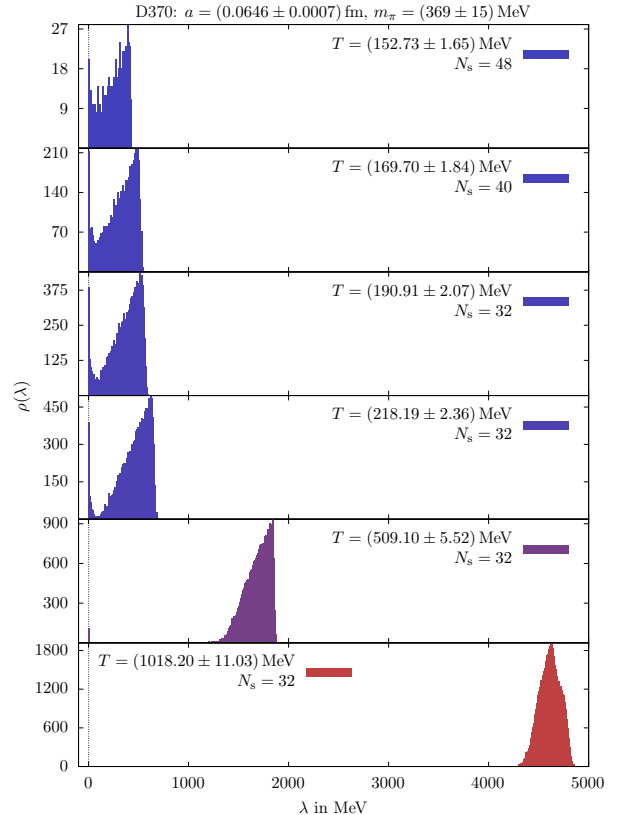 D370: a = (0.0646 ± 0.0007) fm, mπ = (369 ± 15) MeV
T = (152.73 ± 1.65) MeV
Ns = 48
27
18
9
T = (169.70 ± 1.84) MeV
Ns = 40
210
140
70
T = (190.91 ± 2.07) MeV
Ns = 32
375
250
125
T = (218.19 ± 2.36) MeV
Ns = 32
450
300
150
ρ(λ)
T = (509.10 ± 5.52) MeV
Ns = 32
900
600
300
T = (1018.20 ± 11.03) MeV
Ns = 32
1800
1200
600
0
0 1000 2000 3000 4000 5000
λ in MeV